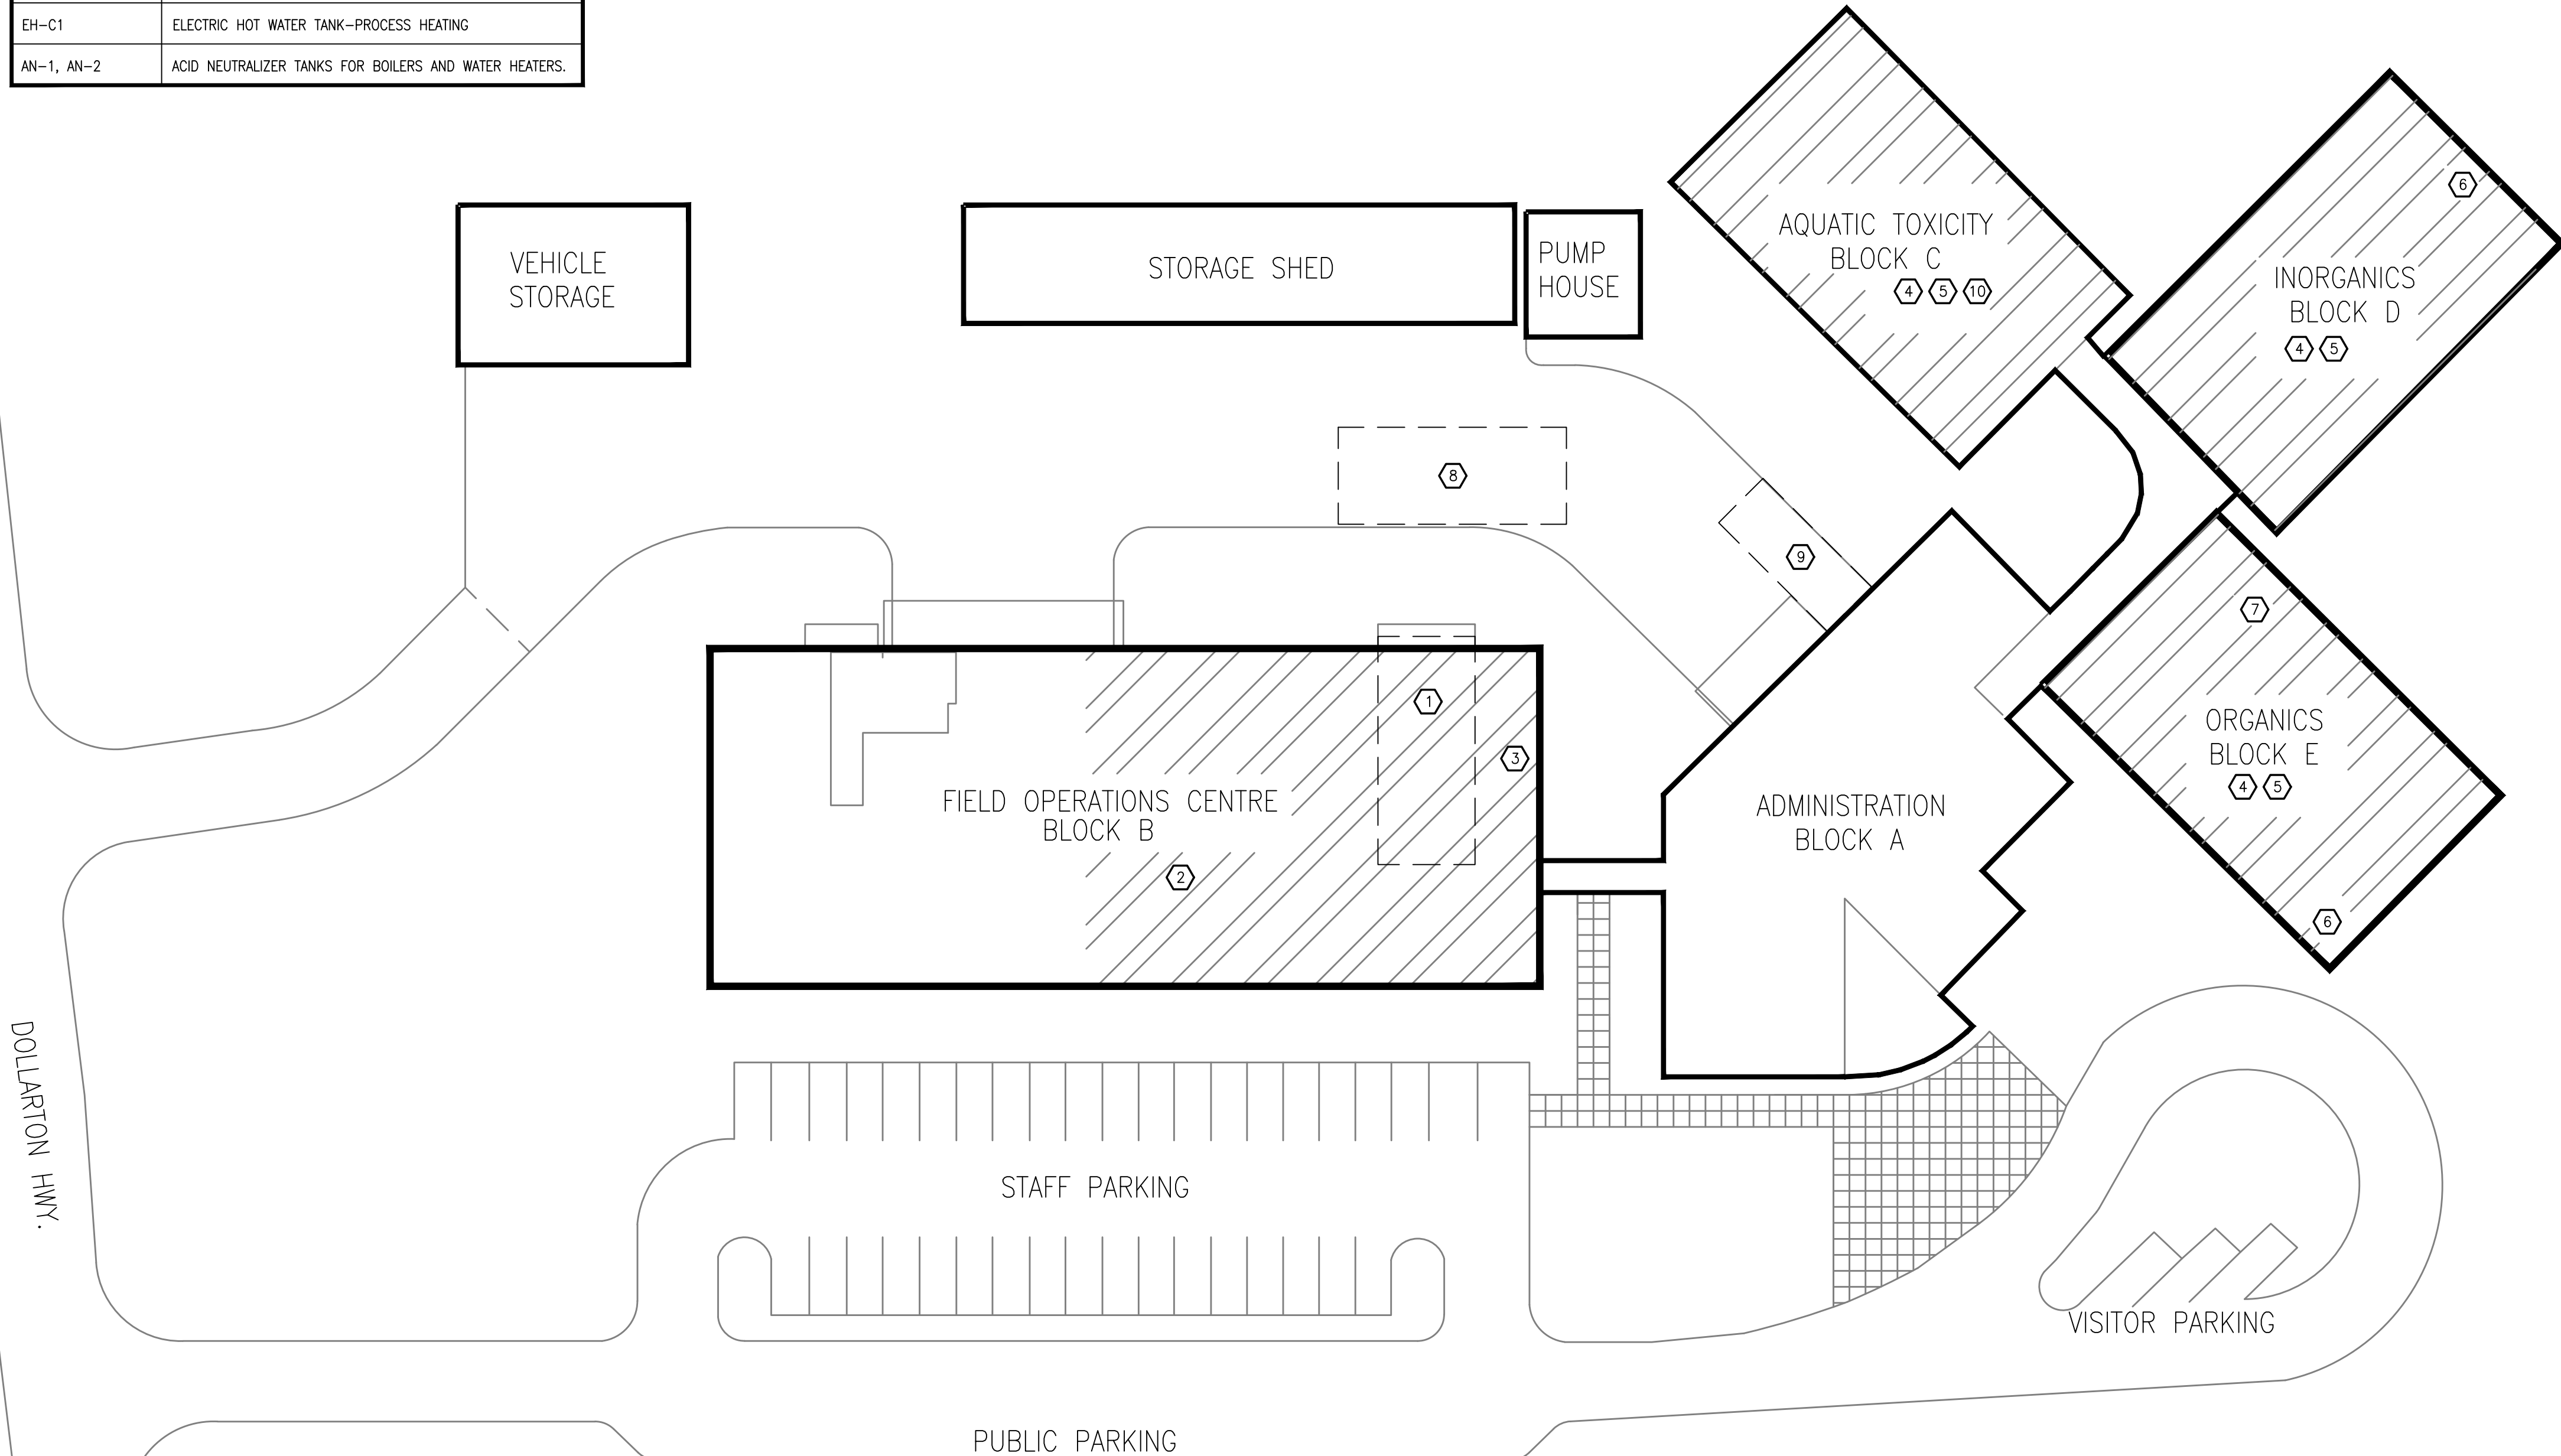 EH-C1 ELECTRIC HOT WATER TANK-PROCESS HEATING
AN-1, AN-2 ACID NEUTRALIZER TANKS FOR BOILERS AND WATER HEATERS.
VEHICLE
STORAGE
STORAGE SHED
PUMP
HOUSE
AQUATIC TOXICITY
BLOCK C
4 5 10
6
INORGANICS
BLOCK D
4 5
8
9
7
ORGANICS
BLOCK E
4 5
6
1
3
FIELD OPERATIONS CENTRE
BLOCK B
2
ADMINISTRATION
BLOCK A
DOLLARTON HWY.
STAFF PARKING
VISITOR PARKING
PUBLIC PARKING